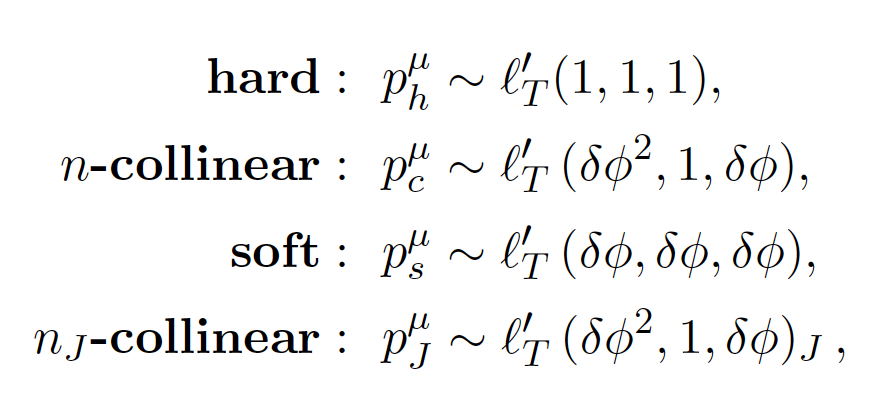 hard : p_h^μ ∼ ℓ′_T(1, 1, 1),
n-collinear : p_c^μ ∼ ℓ′_T (δϕ², 1, δϕ),
soft : p_s^μ ∼ ℓ′_T (δϕ, δϕ, δϕ),
n_J-collinear : p_J^μ ∼ ℓ′_T (δϕ², 1, δϕ)_J ,